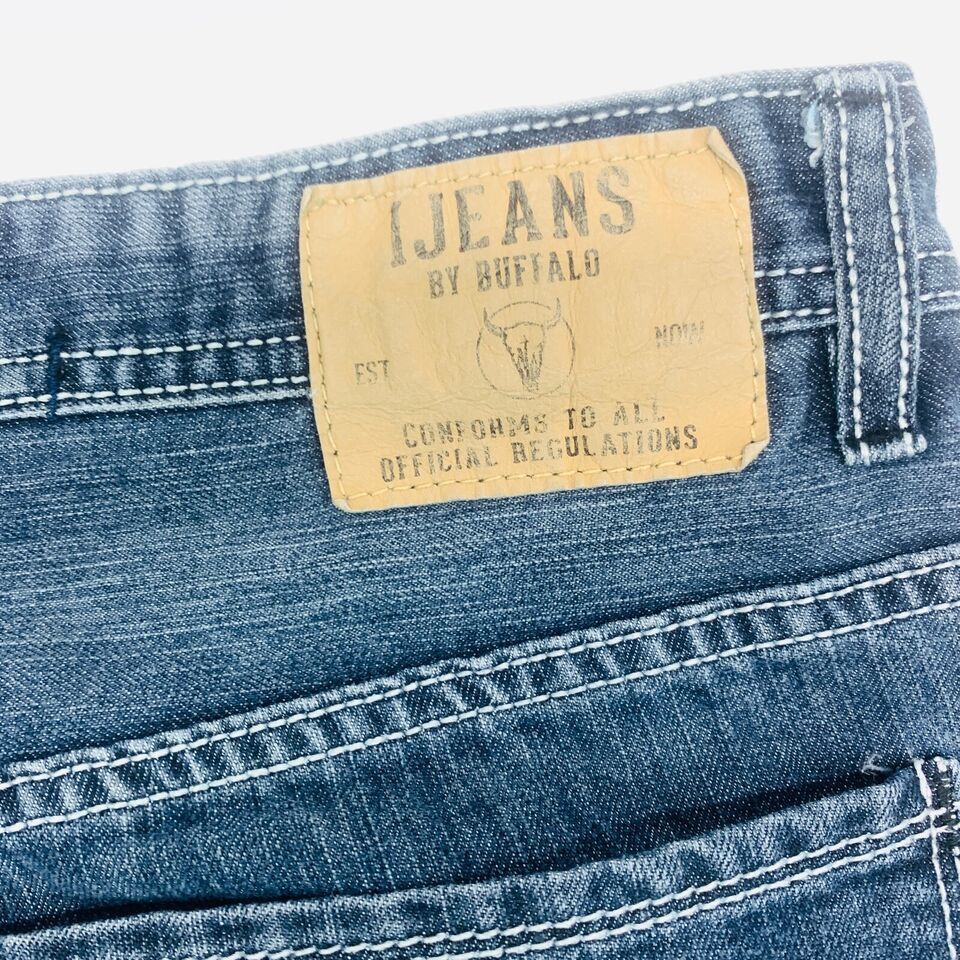 IJEANS
BY BUFFALO
EST NOW
CONFORMS TO ALL
OFFICIAL REGULATIONS